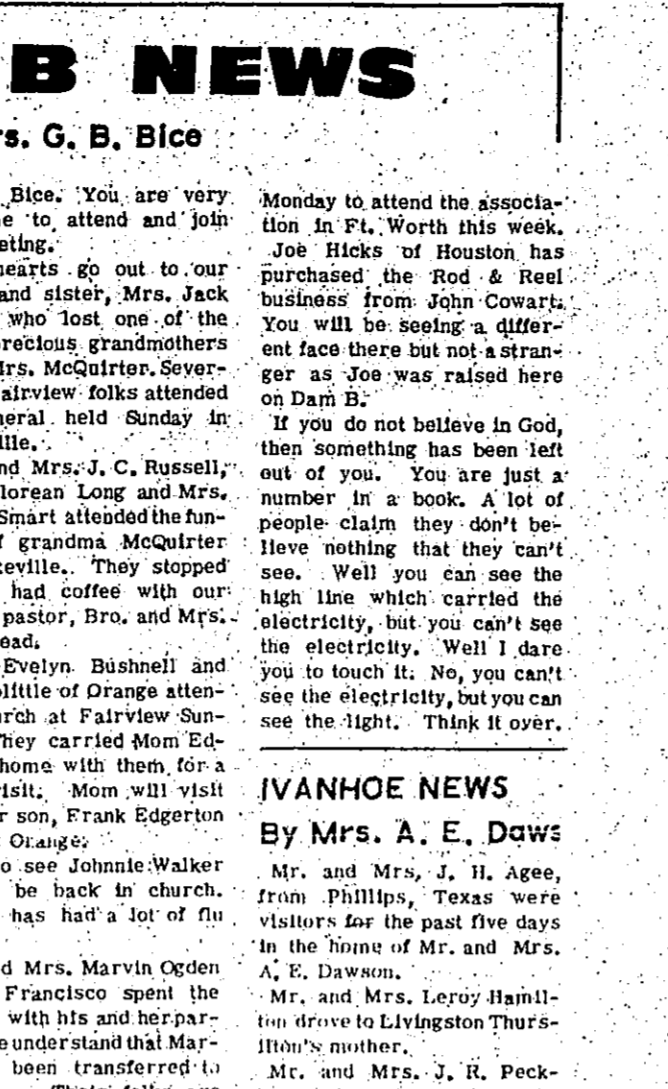 B NEWS
rs. G. B. Bice
Bice. You are very
e to attend and join
eting.
hearts go out to our
and sister, Mrs. Jack
who lost one of the
precious grandmothers
Mrs. McQuirter. Sever-
airview folks attended
neral held Sunday in
lle.
nd Mrs. J. C. Russell,
lorean Long and Mrs.
Smart attended the fun-
f grandma McQuirter
keville. They stopped
had coffee with our
pastor, Bro. and Mrs.
ead.
Evelyn Bushnell and
olittle of Orange atten-
rch at Fairview Sun-
They carried Mom Ed-
home with them for a
isit. Mom will visit
r son, Frank Edgerton
Orange.
o see Johnnie Walker
be back in church.
has had a lot of flu
d Mrs. Marvin Ogden
Francisco spent the
with his and her par-
e understand that Mar-
been transferred to
Monday to attend the associa-
tion in Ft. Worth this week.
Joe Hicks of Houston has
purchased the Rod & Reel
business from John Cowart.
You will be seeing a differ-
ent face there but not a stran-
ger as Joe was raised here
on Dam B.
If you do not believe in God,
then something has been left
out of you. You are just a
number in a book. A lot of
people claim they don't be-
lieve nothing that they can't
see. Well you can see the
high line which carried the
electricity, but you can't see
the electricity. Well I dare
you to touch it. No, you can't
see the electricity, but you can
see the light. Think it over.
IVANHOE NEWS
By Mrs. A. E. Daws
Mr. and Mrs, J. H. Agee,
from Phillips, Texas were
visitors for the past five days
in the home of Mr. and Mrs.
A. E. Dawson.
Mr. and Mrs. Leroy Hamil-
ton drove to Livingston Thurs-
ilton's mother.
Mr. and Mrs. J. R. Peck-